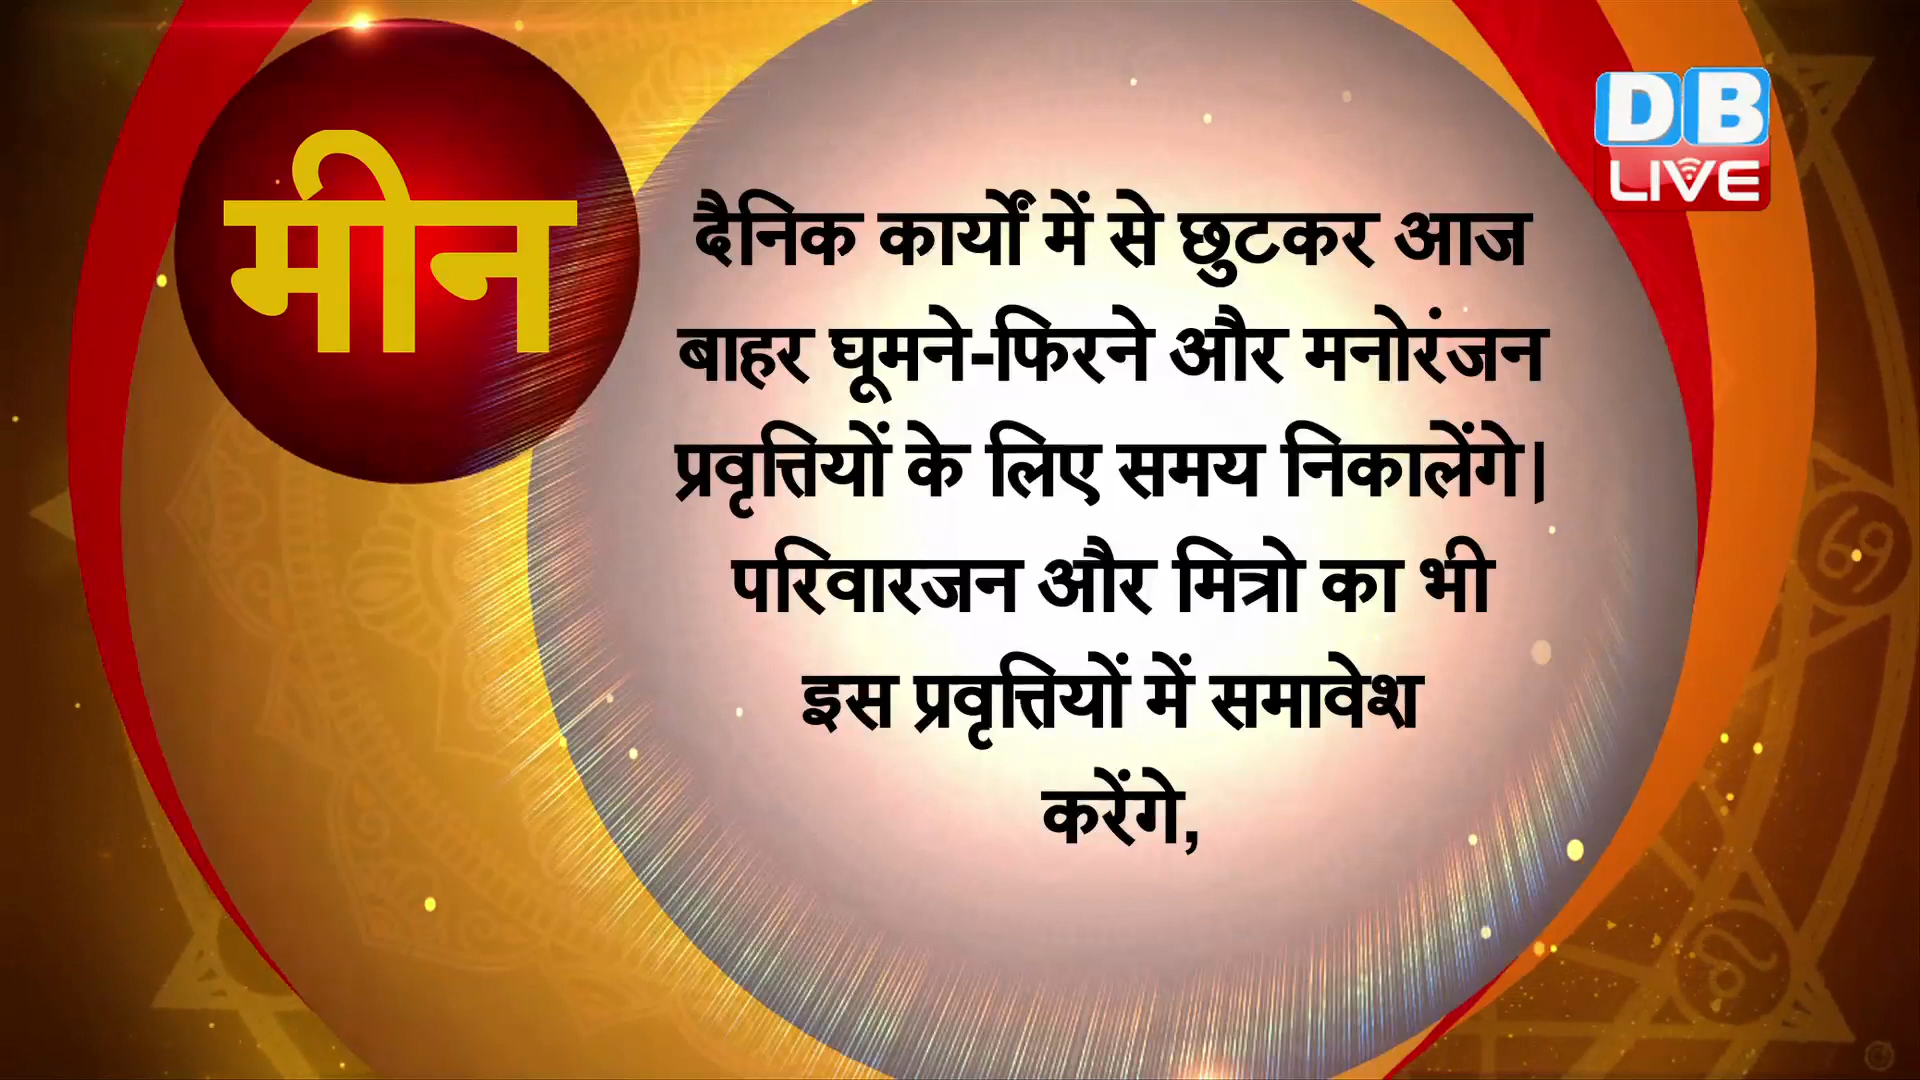 मीन
DB
LIVE
दैनिक कार्यों में से छुटकर आज
बाहर घूमने-फिरने और मनोरंजन
प्रवृत्तियों के लिए समय निकालेंगे।
परिवारजन और मित्रो का भी
इस प्रवृत्तियों में समावेश
करेंगे,